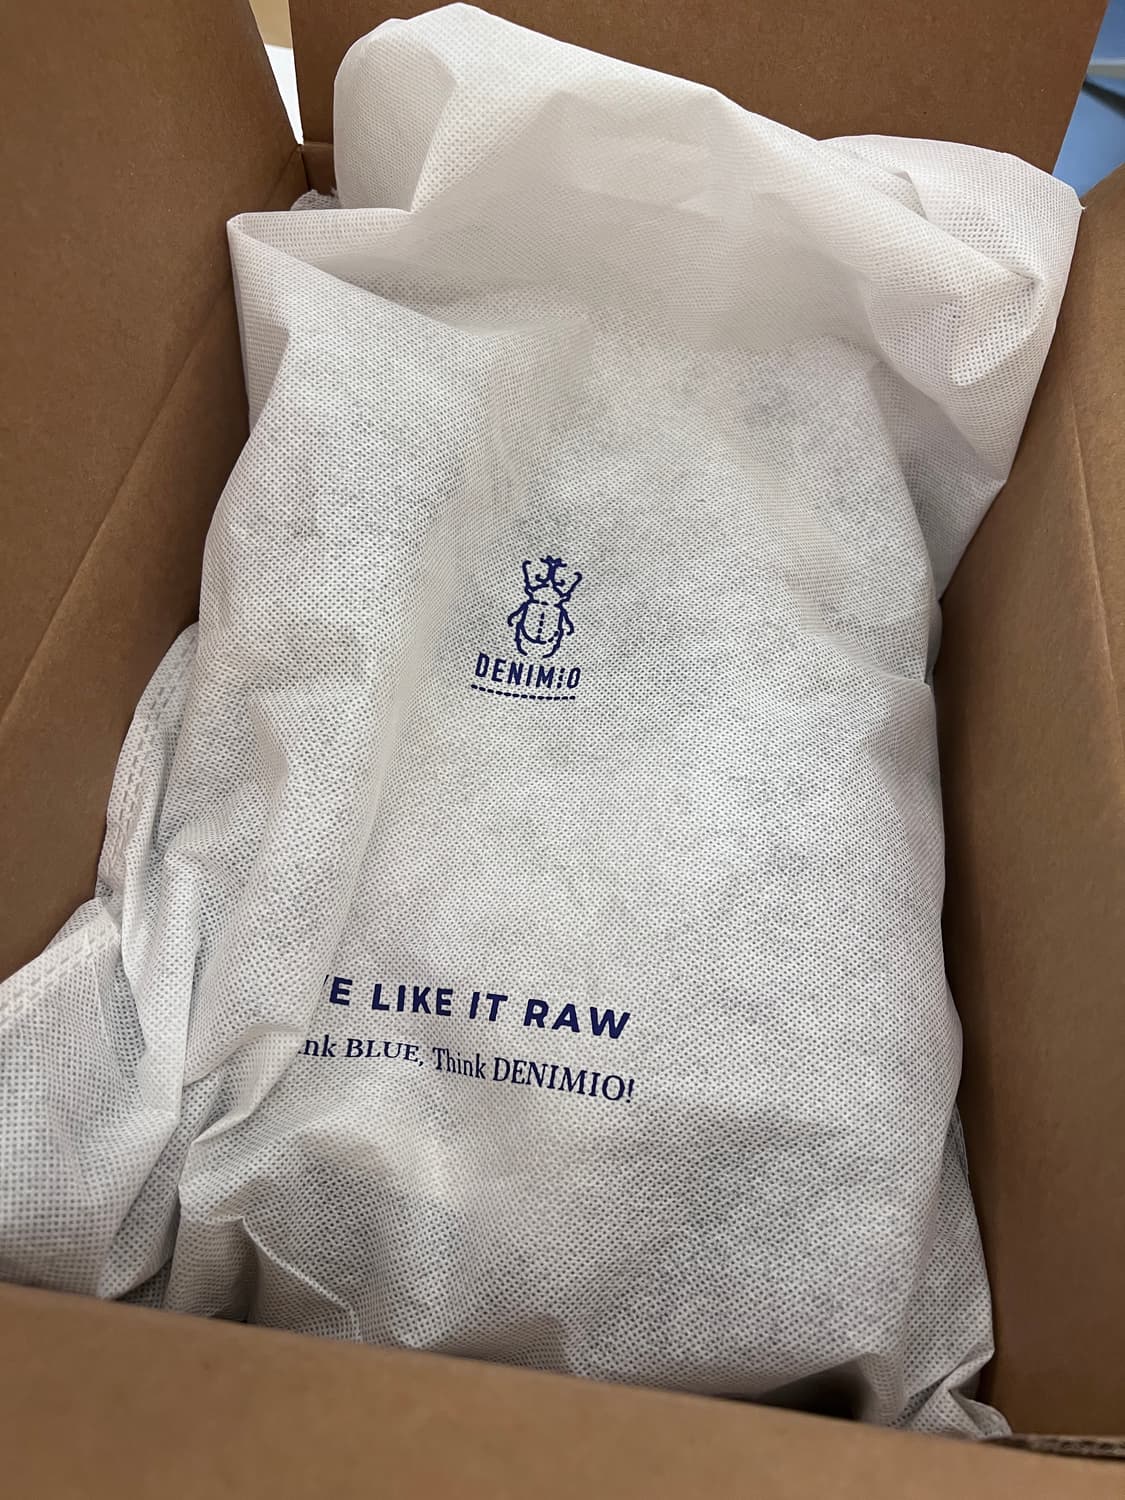 DENIMIO
LIKE IT RAW
BLUE, Think DENIMIO!